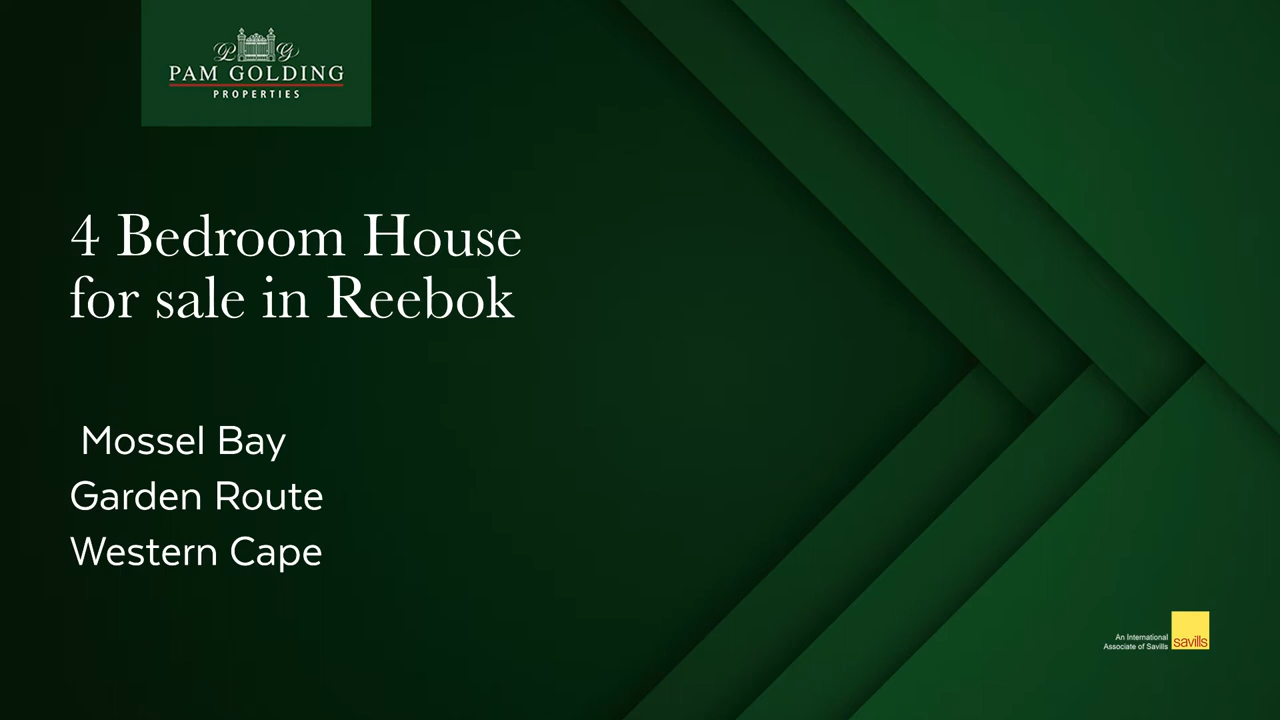 PG
PAM GOLDING
PROPERTIES
4 Bedroom House
for sale in Reebok
Mossel Bay
Garden Route
Western Cape
An International
Associate of Savills
savills